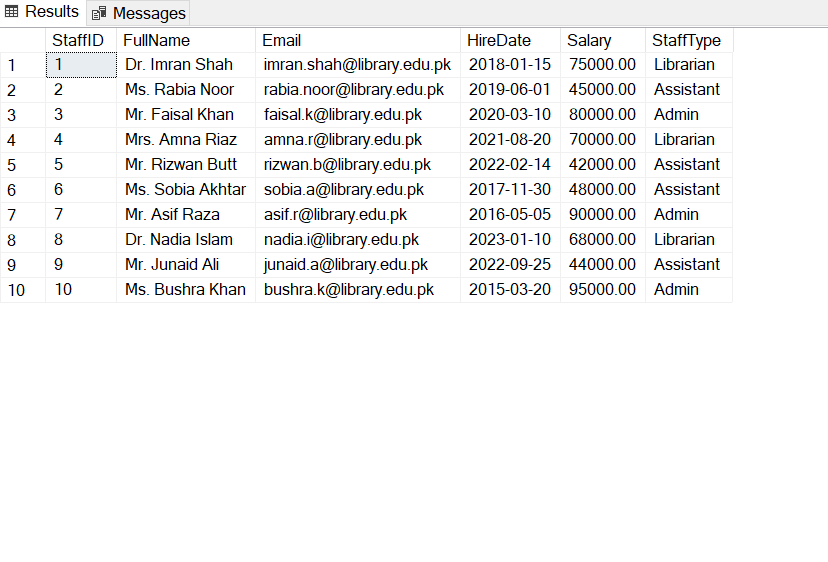 Results Messages
StaffID FullName Email HireDate Salary StaffType
1 1 Dr. Imran Shah imran.shah@library.edu.pk 2018-01-15 75000.00 Librarian
2 2 Ms. Rabia Noor rabia.noor@library.edu.pk 2019-06-01 45000.00 Assistant
3 3 Mr. Faisal Khan faisal.k@library.edu.pk 2020-03-10 80000.00 Admin
4 4 Mrs. Amna Riaz amna.r@library.edu.pk 2021-08-20 70000.00 Librarian
5 5 Mr. Rizwan Butt rizwan.b@library.edu.pk 2022-02-14 42000.00 Assistant
6 6 Ms. Sobia Akhtar sobia.a@library.edu.pk 2017-11-30 48000.00 Assistant
7 7 Mr. Asif Raza asif.r@library.edu.pk 2016-05-05 90000.00 Admin
8 8 Dr. Nadia Islam nadia.i@library.edu.pk 2023-01-10 68000.00 Librarian
9 9 Mr. Junaid Ali junaid.a@library.edu.pk 2022-09-25 44000.00 Assistant
10 10 Ms. Bushra Khan bushra.k@library.edu.pk 2015-03-20 95000.00 Admin